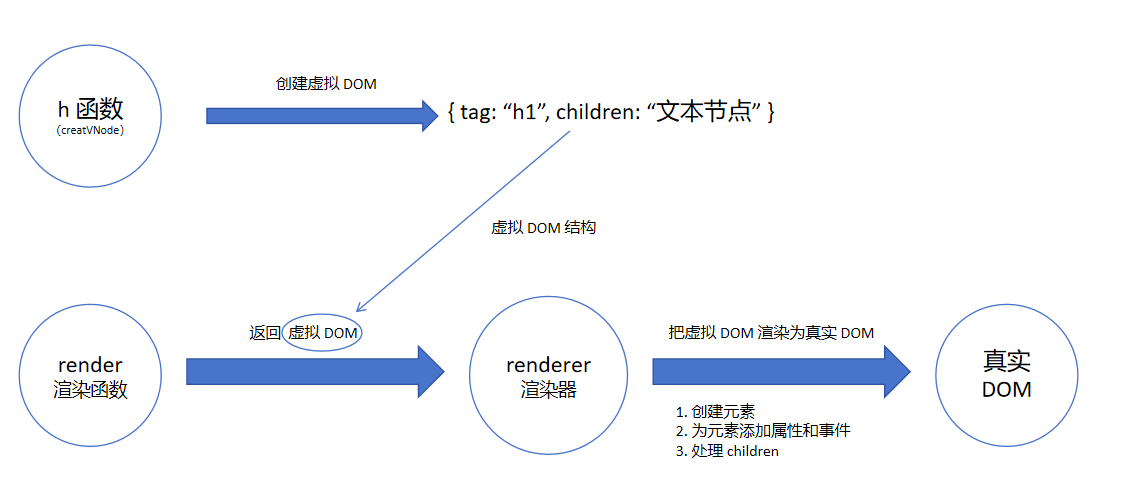 创建虚拟 DOM
h 函数
(creatVNode)
{ tag: “h1”, children: “文本节点” }
虚拟 DOM 结构
返回 虚拟 DOM
把虚拟 DOM 渲染为真实 DOM
render
渲染函数
renderer
渲染器
真实
DOM
1. 创建元素
2. 为元素添加属性和事件
3. 处理 children